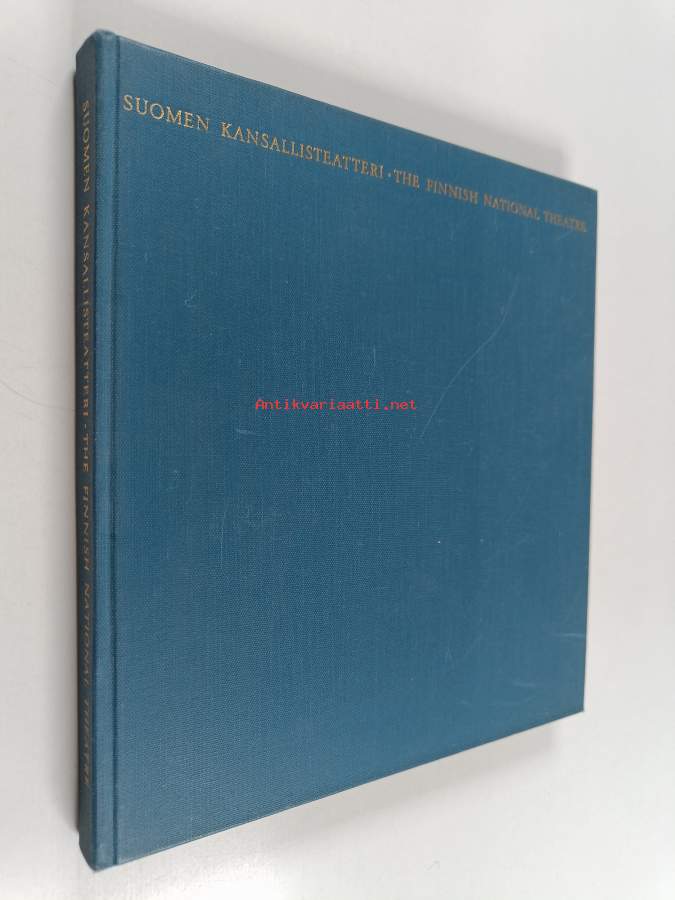 SUOMEN KANSALLISTEATTERI · THE FINNISH NATIONAL THEATRE
SUOMEN KANSALLISTEATTERI · THE FINNISH NATIONAL THEATRE
Antikvariaatti.net